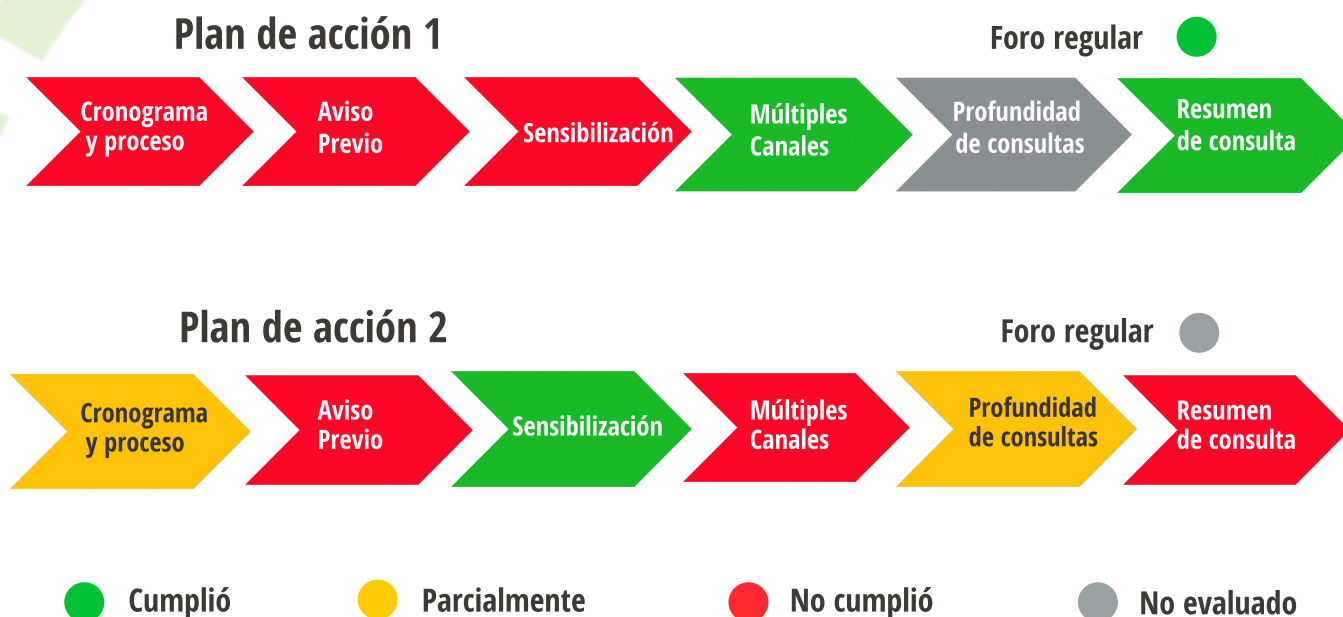 Plan de acción 1
Foro regular
Cronograma
y proceso
Aviso
Previo
Sensibilización
Múltiples
Canales
Profundidad
de consultas
Resumen
de consulta
Plan de acción 2
Foro regular
Cronograma
y proceso
Aviso
Previo
Sensibilización
Múltiples
Canales
Profundidad
de consultas
Resumen
de consulta
Cumplió
Parcialmente
No cumplió
No evaluado